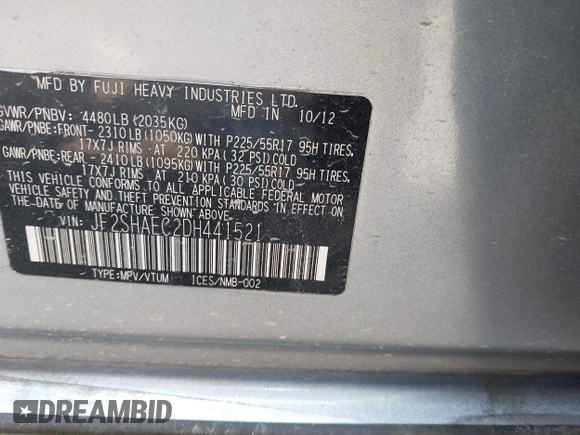 MFD BY FUJI HEAVY INDUSTRIES LTD.
GVWR/PNBV: 4480LB(2035KG) MFD IN 10/12
GAWR/PNBE:FRONT- 2310LB(1050KG)WITH P225/55R17 95H TIRES,
17X7J RIMS AT 220 KPA(32 PSI)COLD
GAWR/PNBE:REAR - 2410LB(1095KG)WITH P225/55R17 95H TIRES,
17X7J RIMS AT 210 KPA(30 PSI)COLD
THIS VEHICLE CONFORMS TO ALL APPLICABLE FEDERAL MOTOR
VEHICLE SAFETY AND THEFT PREVENTION STANDARDS IN EFFECT ON
THE DATE OF MANUFACTURE SHOWN ABOVE.
VIN: JF2SHAEC2DH441521
TYPE:MPV/VTUM ICES/NMB-002
DREAMBID